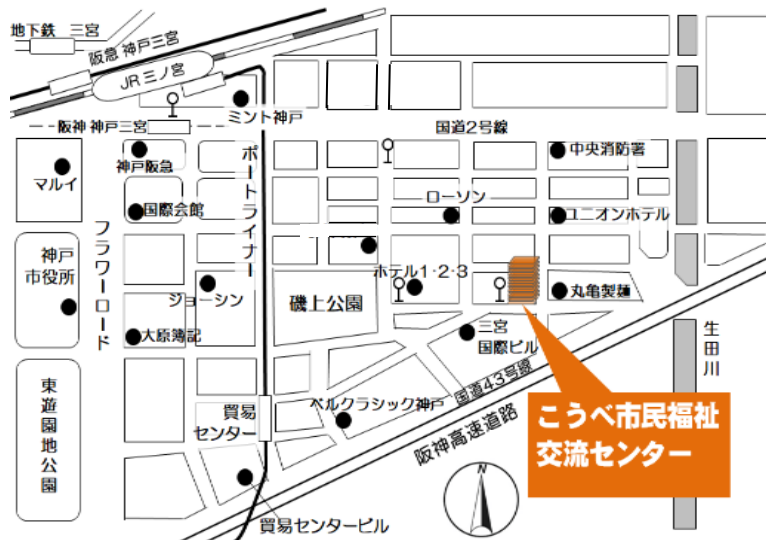 地下鉄 三宮
阪急 神戸三宮
JR 三ノ宮
ミント神戸
阪神 神戸三宮
国道2号線
マルイ
神戸阪急
中央消防署
ポートライナー
国際会館
ローソン
ユニオンホテル
フラワーロード
神戸
市役所
ジョーシン
磯上公園
ホテル1・2・3
丸亀製麺
大原簿記
三宮
国際ビル
生田川
国道43号線
東遊園地公園
貿易
センター
ベルクラシック神戸
阪神高速道路
こうべ市民福祉
交流センター
N
貿易センタービル